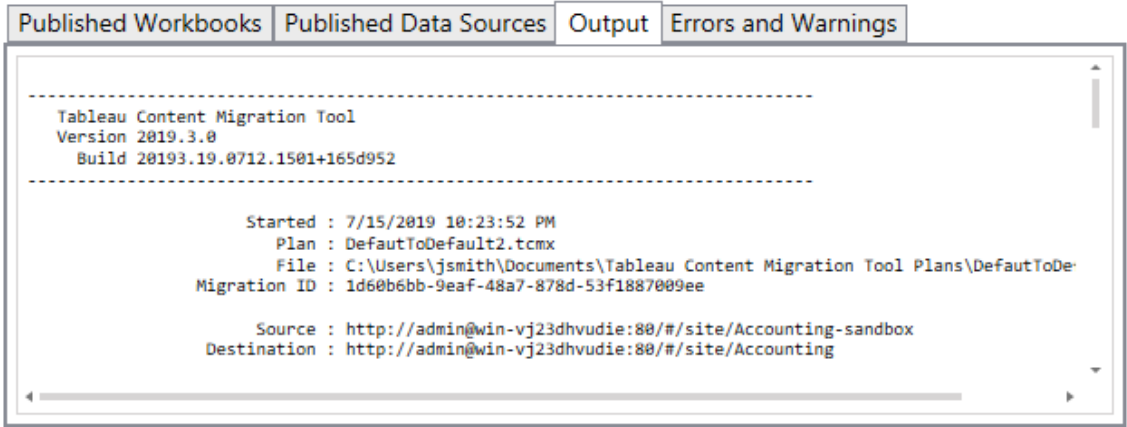 Published Workbooks Published Data Sources Output Errors and Warnings
--------------------------------------------------------------------------------
Tableau Content Migration Tool
Version 2019.3.0
Build 20193.19.0712.1501+165d952
--------------------------------------------------------------------------------
Started : 7/15/2019 10:23:52 PM
Plan : DefautToDefault2.tcmx
File : C:\Users\jsmith\Documents\Tableau Content Migration Tool Plans\DefautToDe
Migration ID : 1d60b6bb-9eaf-48a7-878d-53f1887009ee
Source : http://admin@win-vj23dhvudie:80/#/site/Accounting-sandbox
Destination : http://admin@win-vj23dhvudie:80/#/site/Accounting